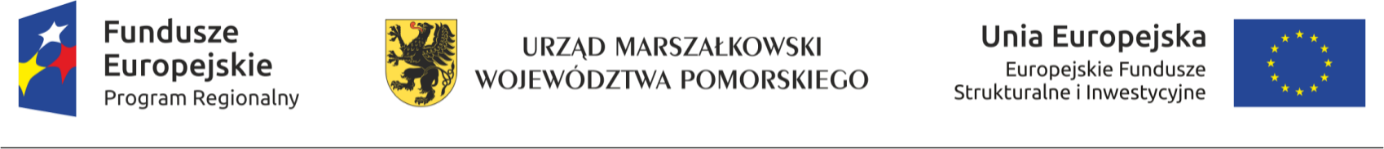 Fundusze
Europejskie
Program Regionalny
URZĄD MARSZAŁKOWSKI
WOJEWÓDZTWA POMORSKIEGO
Unia Europejska
Europejskie Fundusze
Strukturalne i Inwestycyjne